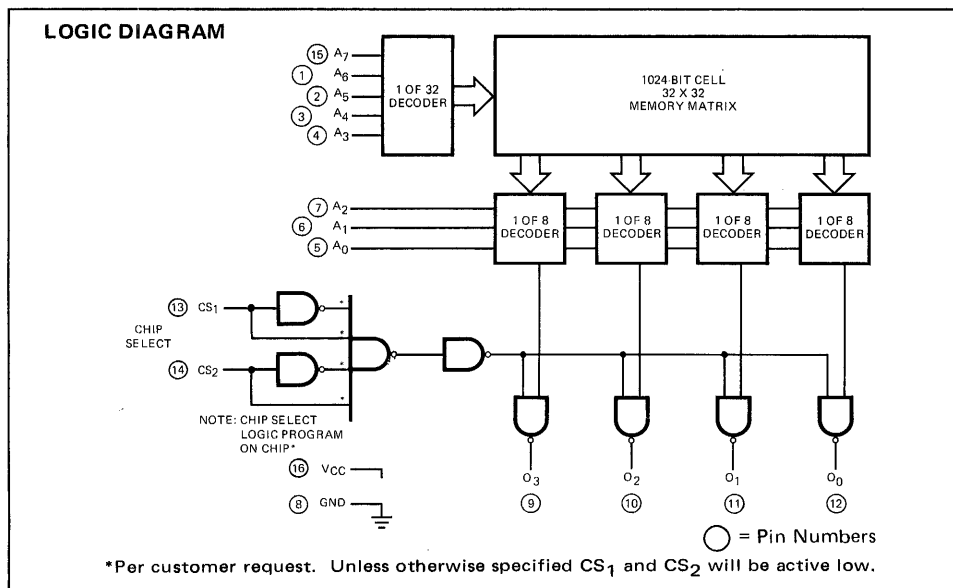 LOGIC DIAGRAM
15 A7
1 A6
2 A5
3 A4
4 A3
1 OF 32
DECODER
1024-BIT CELL
32 X 32
MEMORY MATRIX
7 A2
6 A1
5 A0
1 OF 8
DECODER
1 OF 8
DECODER
1 OF 8
DECODER
1 OF 8
DECODER
13 CS1
*
*
CHIP
SELECT
14 CS2
*
*
NOTE: CHIP SELECT
LOGIC PROGRAM
ON CHIP*
16 VCC
8 GND
O3
9
O2
10
O1
11
O0
12
= Pin Numbers
*Per customer request. Unless otherwise specified CS1 and CS2 will be active low.